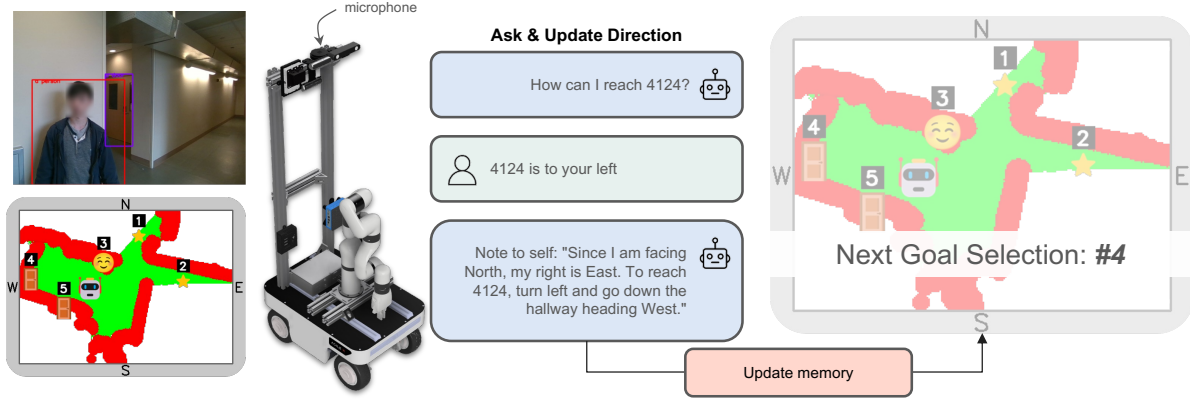 microphone
Ask & Update Direction
How can I reach 4124?
4124 is to your left
Note to self: "Since I am facing
North, my right is East. To reach
4124, turn left and go down the
hallway heading West."
Update memory
N
1
3
2
4
5
W
E
S
N
1
3
2
4
5
W
E
Next Goal Selection: #4
S